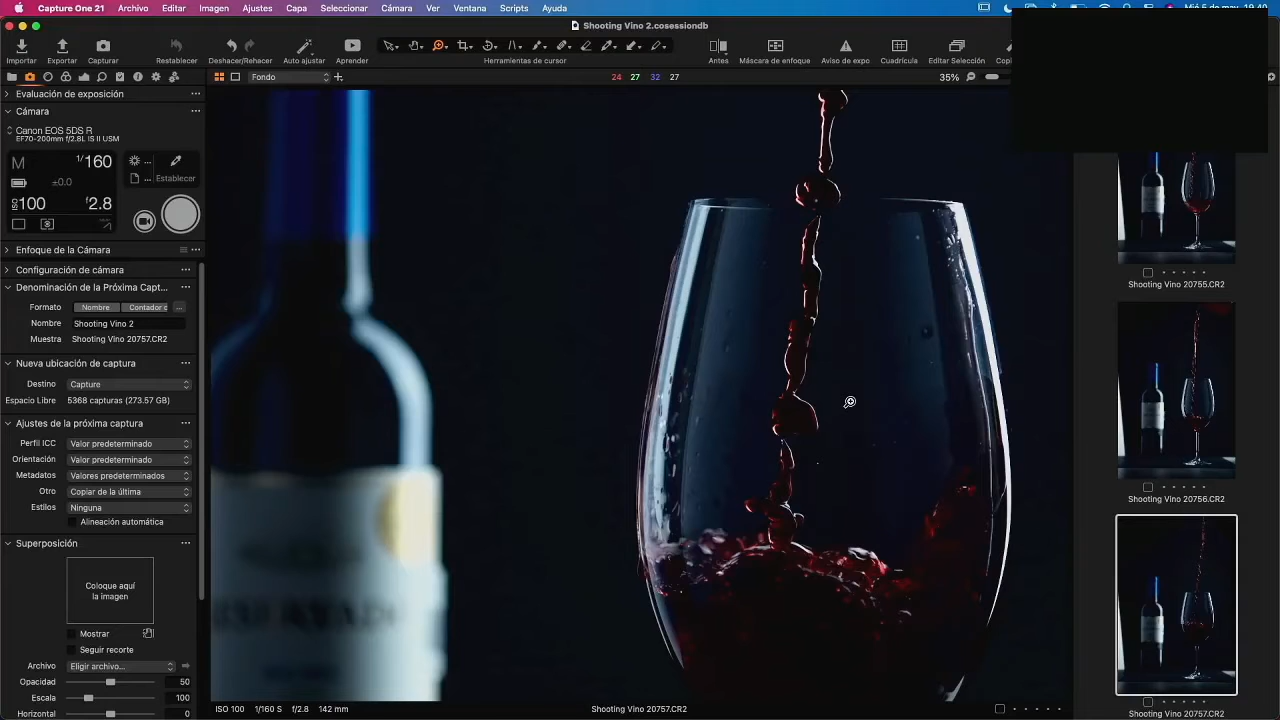 Capture One 21 Archivo Editar Imagen Ajustes Capa Seleccionar Cámara Ver Ventana Scripts Ayuda
Shooting Vino 2.cosessiondb
Importar Exportar Capturar Restablecer Deshacer/Rehacer Auto ajustar Aprender Herramientas de cursor Antes Máscara de enfoque Aviso de expo Cuadrícula Editar Selección
Fondo 24 27 32 27 35%
Evaluación de exposición
Cámara
Canon EOS 5DS R
EF70-200mm f/2.8L IS II USM
M 1/160
±0.0 Establecer
ISO 100 f2.8
Enfoque de la Cámara
Configuración de cámara
Denominación de la Próxima Capt...
Formato Nombre Contador
Nombre Shooting Vino 2
Muestra Shooting Vino 20757.CR2
Nueva ubicación de captura
Destino Capture
Espacio Libre 5368 capturas (273.57 GB)
Ajustes de la próxima captura
Perfil ICC Valor predeterminado
Orientación Valor predeterminado
Metadatos Valores predeterminados
Otro Copiar de la última
Estilos Ninguna
Alineación automática
Superposición
Coloque aquí
la imagen
Mostrar
Seguir recorte
Archivo Eligir archivo...
Opacidad 50
Escala 100
Horizontal 0
ISO 100 1/160 S f/2.8 142 mm Shooting Vino 20757.CR2
Shooting Vino 20755.CR2
Shooting Vino 20756.CR2
Shooting Vino 20757.CR2